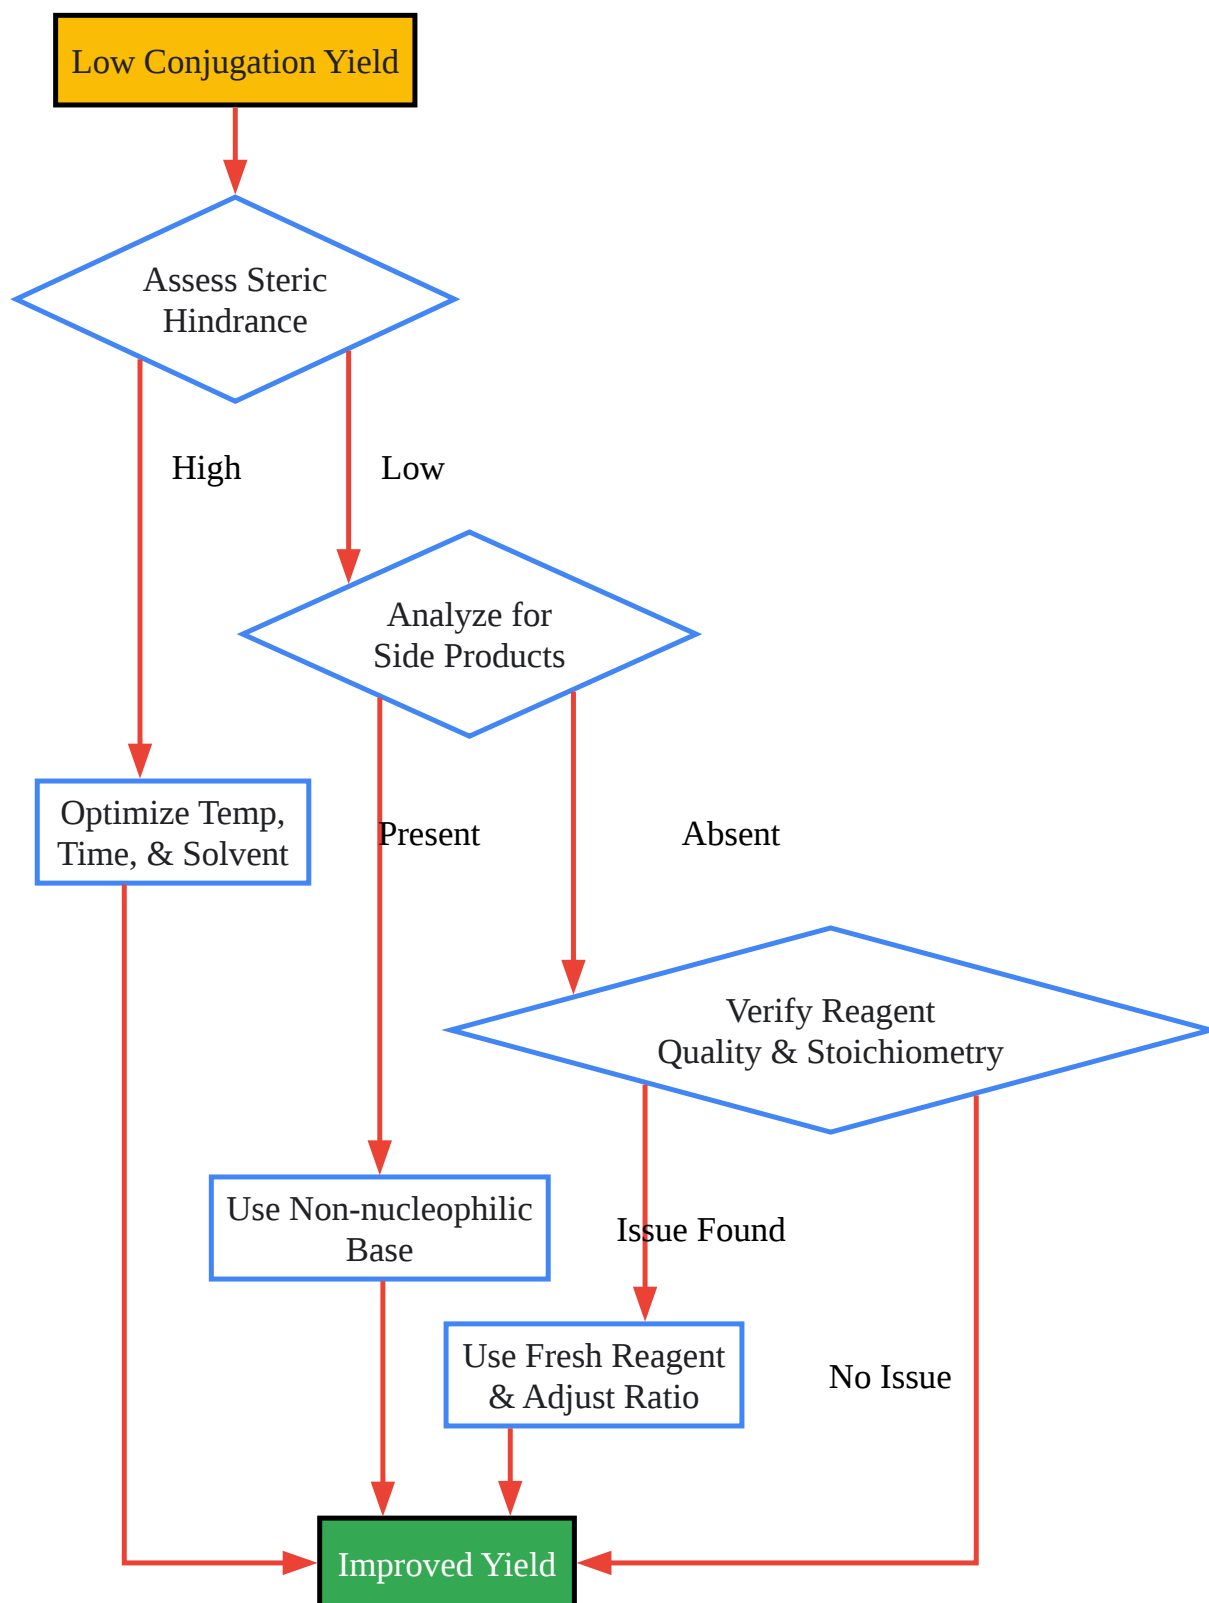 Low Conjugation Yield
Assess Steric
Hindrance
High
Low
Analyze for
Side Products
Optimize Temp,
Time, & Solvent
Present
Absent
Verify Reagent
Quality & Stoichiometry
Use Non-nucleophilic
Base
Issue Found
Use Fresh Reagent
& Adjust Ratio
No Issue
Improved Yield